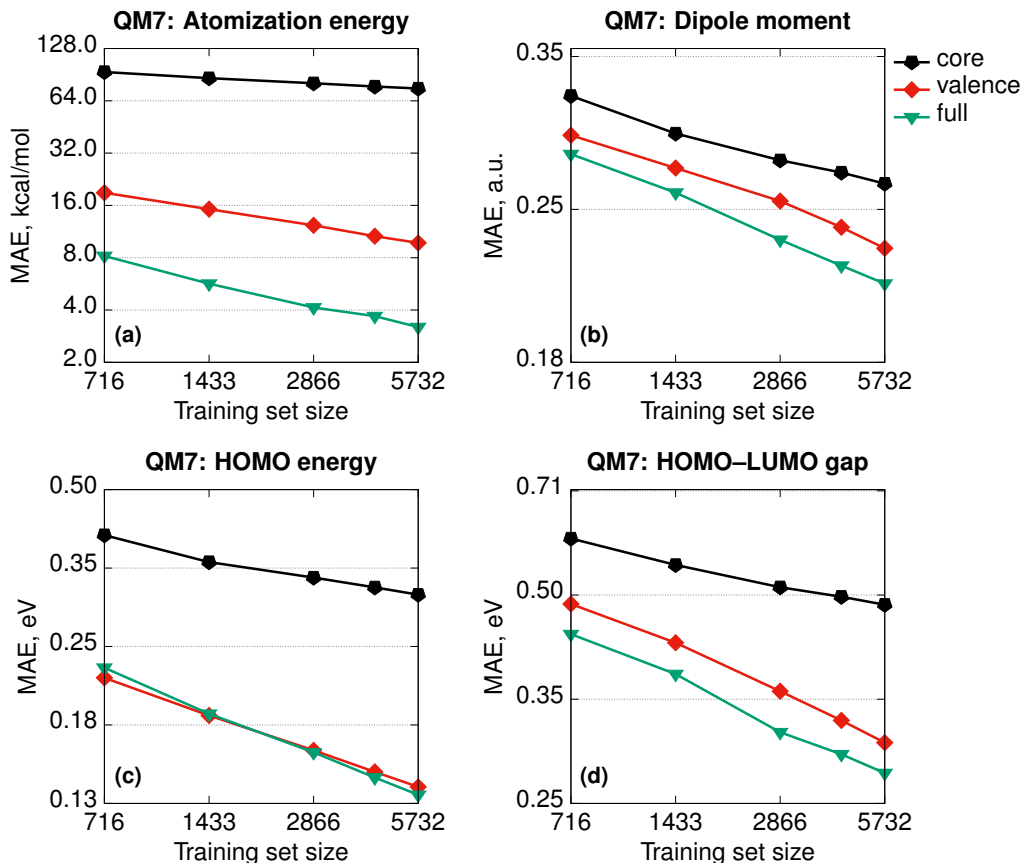 QM7: Atomization energy
128.0
64.0
32.0
16.0
8.0
4.0
2.0
MAE, kcal/mol
(a)
716 1433 2866 5732
Training set size
QM7: Dipole moment
0.35
0.25
0.18
MAE, a.u.
(b)
716 1433 2866 5732
Training set size
core
valence
full
QM7: HOMO energy
0.50
0.35
0.25
0.18
0.13
MAE, eV
(c)
716 1433 2866 5732
Training set size
QM7: HOMO–LUMO gap
0.71
0.50
0.35
0.25
MAE, eV
(d)
716 1433 2866 5732
Training set size